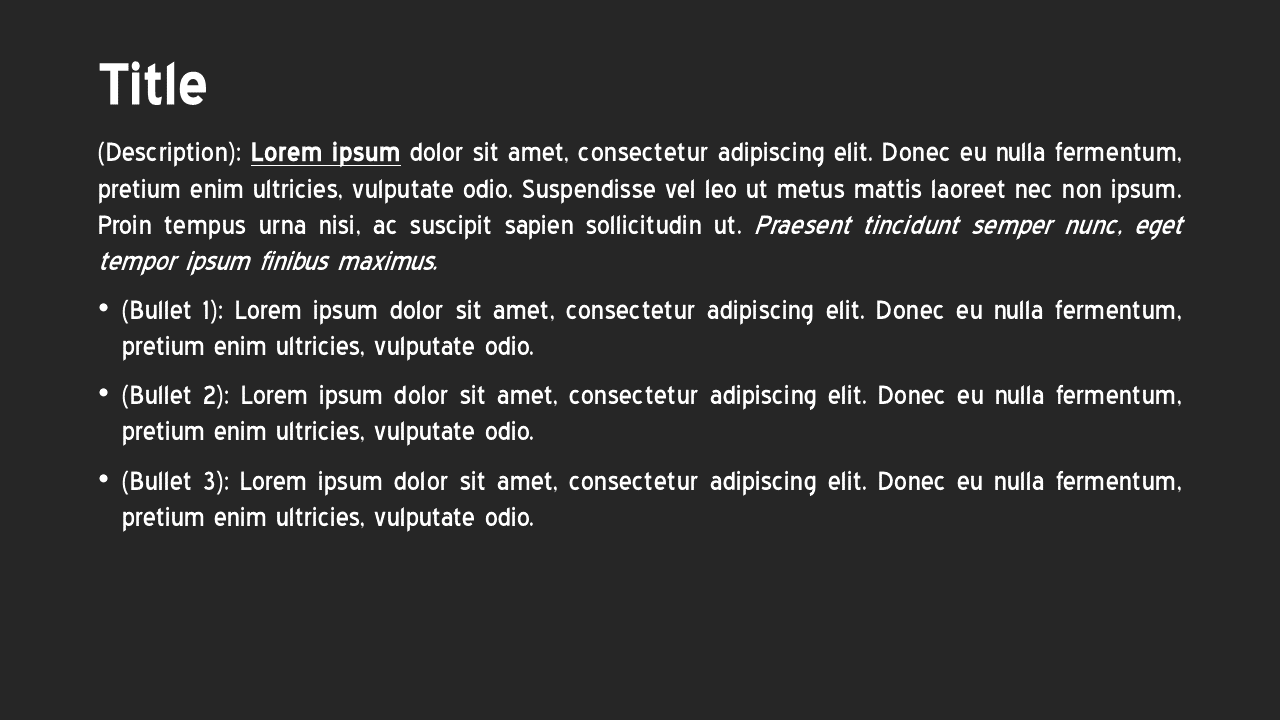 Title
(Description): Lorem ipsum dolor sit amet, consectetur adipiscing elit. Donec eu nulla fermentum,
pretium enim ultricies, vulputate odio. Suspendisse vel leo ut metus mattis laoreet nec non ipsum.
Proin tempus urna nisi, ac suscipit sapien sollicitudin ut. Praesent tincidunt semper nunc, eget
tempor ipsum finibus maximus.
• (Bullet 1): Lorem ipsum dolor sit amet, consectetur adipiscing elit. Donec eu nulla fermentum,
pretium enim ultricies, vulputate odio.
• (Bullet 2): Lorem ipsum dolor sit amet, consectetur adipiscing elit. Donec eu nulla fermentum,
pretium enim ultricies, vulputate odio.
• (Bullet 3): Lorem ipsum dolor sit amet, consectetur adipiscing elit. Donec eu nulla fermentum,
pretium enim ultricies, vulputate odio.